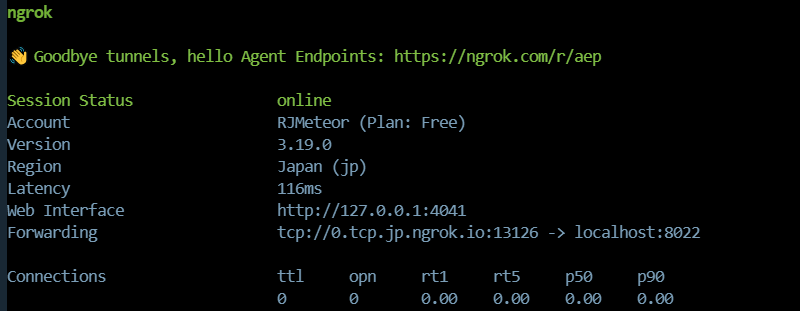 ngrok
👋 Goodbye tunnels, hello Agent Endpoints: https://ngrok.com/r/aep
Session Status online
Account RJMeteor (Plan: Free)
Version 3.19.0
Region Japan (jp)
Latency 116ms
Web Interface http://127.0.0.1:4041
Forwarding tcp://0.tcp.jp.ngrok.io:13126 -> localhost:8022
Connections ttl opn rt1 rt5 p50 p90
0 0 0.00 0.00 0.00 0.00